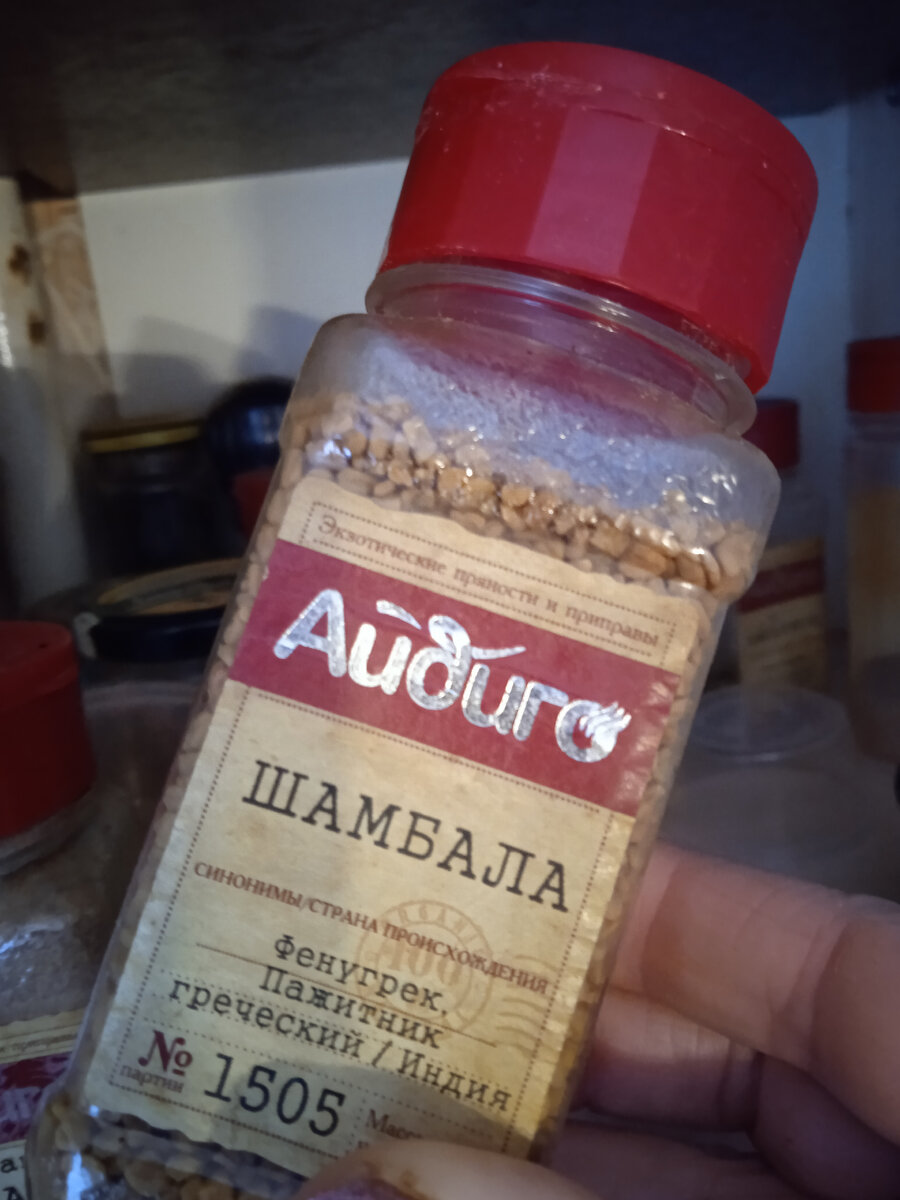 Экзотические пряности и приправы
Айдиго
ШАМБАЛА
СИНОНИМЫ/СТРАНА ПРОИСХОЖДЕНИЯ
Фенугрек,
Пажитник
греческий / Индия
№
партии
1505